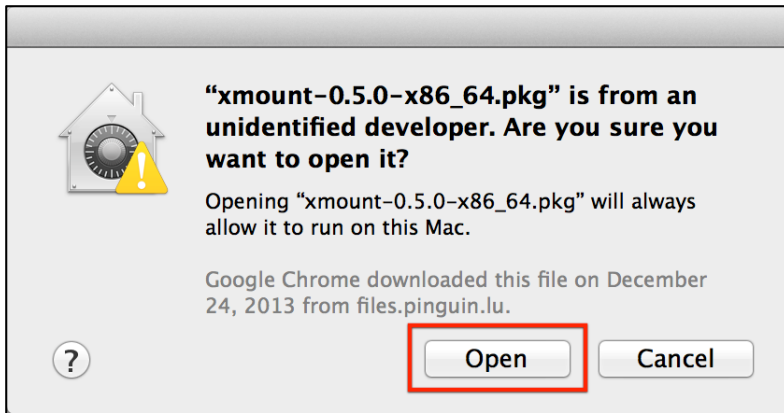 “xmount-0.5.0-x86_64.pkg” is from an
unidentified developer. Are you sure you
want to open it?
Opening “xmount-0.5.0-x86_64.pkg” will always
allow it to run on this Mac.
Google Chrome downloaded this file on December
24, 2013 from files.pinguin.lu.
? Open Cancel